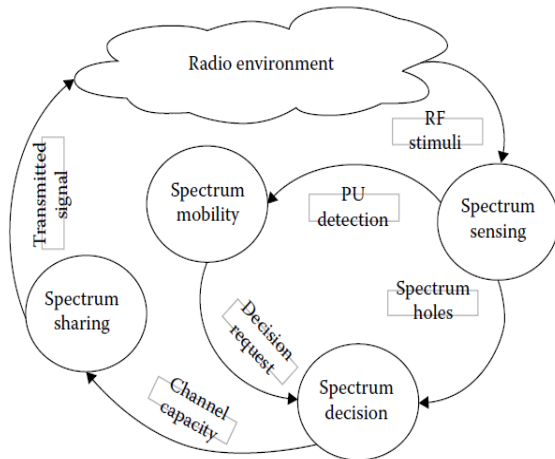 Radio environment
RF
stimuli
Transmitted
signal
Spectrum
mobility
PU
detection
Spectrum
sensing
Spectrum
holes
Spectrum
sharing
Decision
request
Channel
capacity
Spectrum
decision